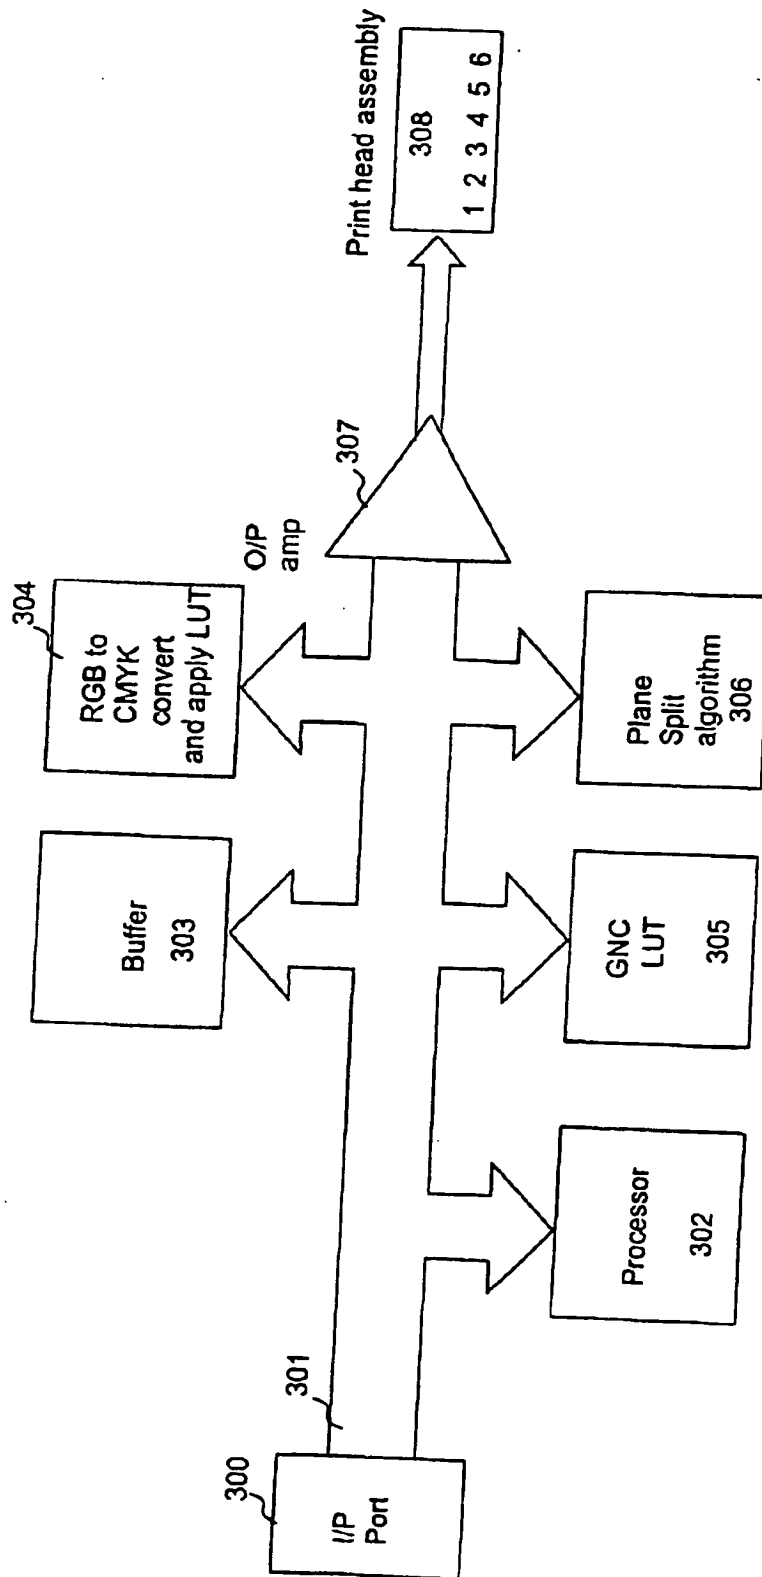 300
I/P
Port
301
Processor
302
Buffer
303
GNC
LUT
305
304
RGB to
CMYK
convert
and apply LUT
Plane
Split
algorithm
306
O/P
amp
307
Print head assembly
308
1 2 3 4 5 6